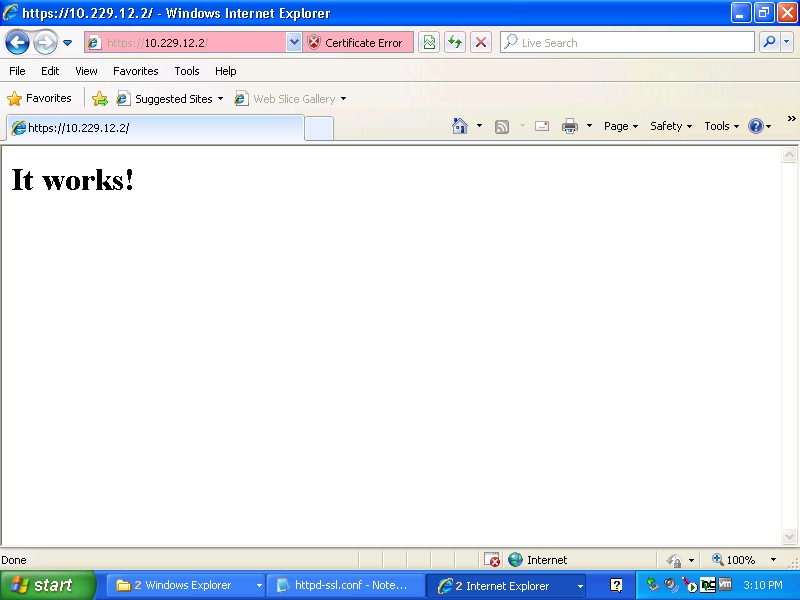 https://10.229.12.2/ - Windows Internet Explorer
https://10.229.12.2/
Certificate Error
Live Search
File Edit View Favorites Tools Help
Favorites Suggested Sites Web Slice Gallery
https://10.229.12.2/
Page Safety Tools
It works!
Done Internet 100%
start 2 Windows Explorer httpd-ssl.conf - Note... 2 Internet Explorer 3:10 PM